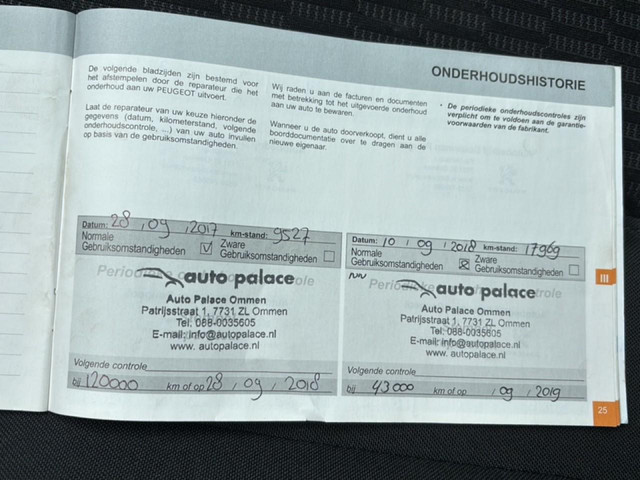 ONDERHOUDSHISTORIE
De volgende bladzijden zijn bestemd voor
het afstempelen door de reparateur die het
onderhoud aan uw PEUGEOT uitvoert.
Laat de reparateur van uw keuze hieronder de
gegevens (datum, kilometerstand, volgende
onderhoudscontrole, ...) van uw auto invullen
op basis van de gebruiksomstandigheden.
Wij raden u aan de facturen en documenten
met betrekking tot het uitgevoerde onderhoud
aan uw auto te bewaren.
Wanneer u de auto doorverkoopt, dient u alle
boorddocumentatie over te dragen aan de
nieuwe eigenaar.
* De periodieke onderhoudscontroles zijn
verplicht om te voldoen aan de garantie-
voorwaarden van de fabrikant.
Datum: 28 , 09 , 2017 km-stand: 9527
Normale
Gebruiksomstandigheden
Zware
Gebruiksomstandigheden
auto palace
Auto Palace Ommen
Patrijsstraat 1, 7731 ZL Ommen
Tel: 088-0035605
E-mail: info@autopalace.nl
www. autopalace.nl
Volgende controle
bij 120000 km of op 28 , 09 , 2018
Datum: 10 , 09 , 2018 km-stand: 17969
Normale
Gebruiksomstandigheden
Zware
Gebruiksomstandigheden
auto palace
Auto Palace Ommen
Patrijsstraat 1, 7731 ZL Ommen
Tel: 088-0035605
E-mail: info@autopalace.nl
www. autopalace.nl
Volgende controle
bij 43000 km of op , 09 , 2019
III
25